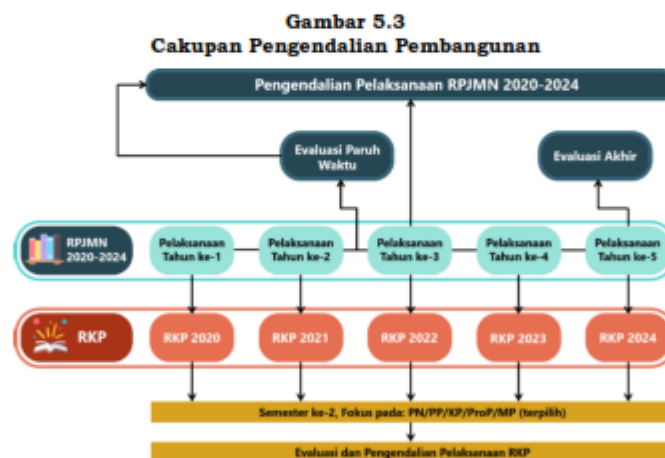 Gambar 5.3
Cakupan Pengendalian Pembangunan
Pengendalian Pelaksanaan RPJMN 2020-2024
Evaluasi Paruh
Waktu
Evaluasi Akhir
RPJMN
2020-2024
Pelaksanaan
Tahun ke-1
Pelaksanaan
Tahun ke-2
Pelaksanaan
Tahun ke-3
Pelaksanaan
Tahun ke-4
Pelaksanaan
Tahun ke-5
RKP
RKP 2020
RKP 2021
RKP 2022
RKP 2023
RKP 2024
Semester ke-2, Fokus pada: PN/PP/KP/ProP/MP (terpilih)
Evaluasi dan Pengendalian Pelaksanaan RKP